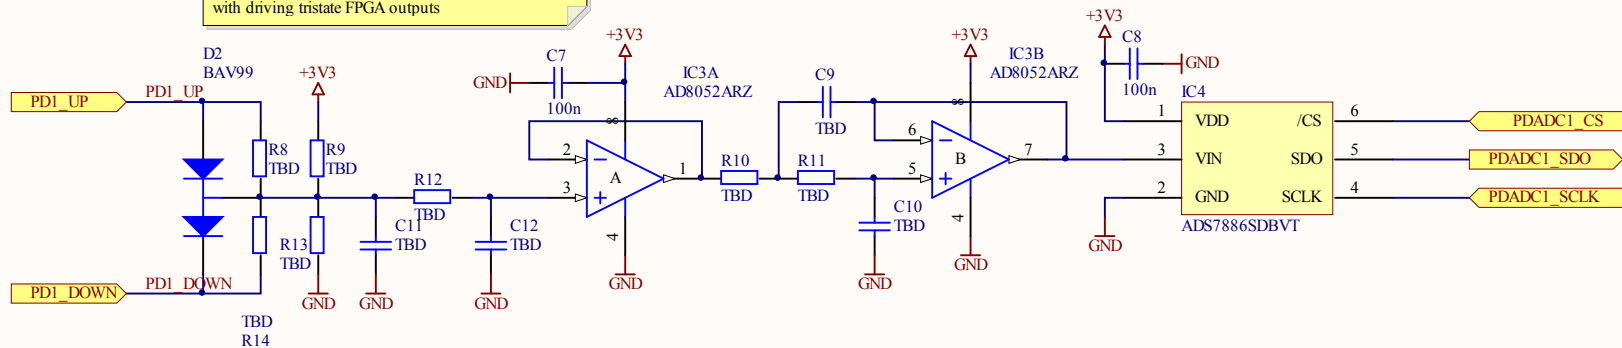 with driving tristate FPGA outputs
D2
BAV99
PD1_UP
PD1_UP
+3V3
R8
TBD
R9
TBD
GND
C7
100n
+3V3
8
IC3A
AD8052ARZ
2
3
A
1
4
GND
R12
TBD
C11
TBD
C12
TBD
R13
TBD
GND
GND
GND
PD1_DOWN
PD1_DOWN
TBD
R14
R10
TBD
R11
TBD
C9
TBD
C10
TBD
GND
+3V3
8
IC3B
AD8052ARZ
6
5
B
7
4
GND
+3V3
C8
100n
GND
IC4
1
VDD
/CS
6
PDADC1_CS
3
VIN
SDO
5
PDADC1_SDO
2
GND
SCLK
4
PDADC1_SCLK
ADS7886SDBVT
GND